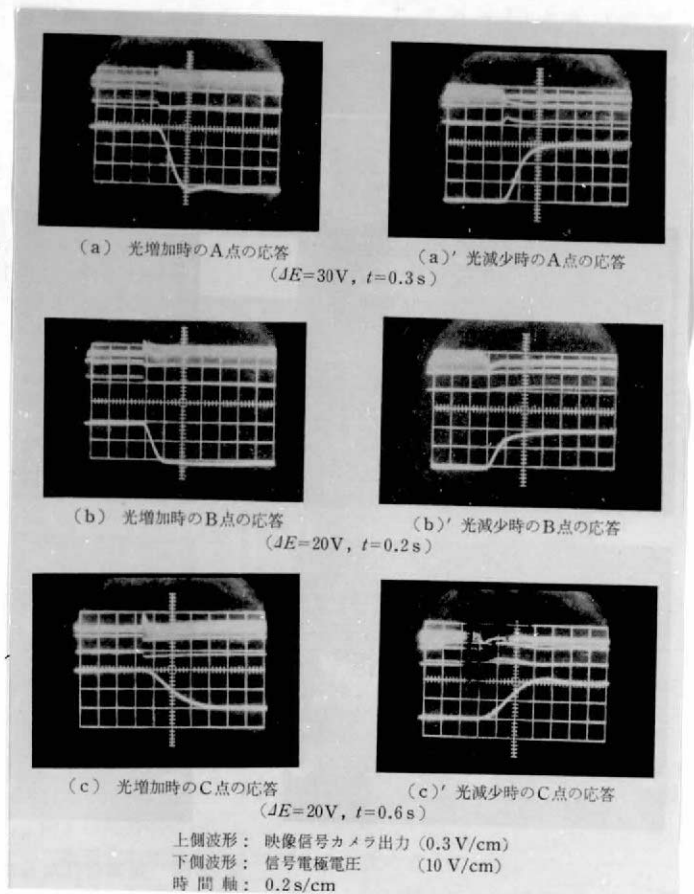 (a) 光増加時のA点の応答
(a)′ 光減少時のA点の応答
(ΔE=30V, t=0.3s)
(b) 光増加時のB点の応答
(b)′ 光減少時のB点の応答
(ΔE=20V, t=0.2s)
(c) 光増加時のC点の応答
(c)′ 光減少時のC点の応答
(ΔE=20V, t=0.6s)
上側波形: 映像信号カメラ出力 (0.3V/cm)
下側波形: 信号電極電圧 (10V/cm)
時間軸: 0.2s/cm